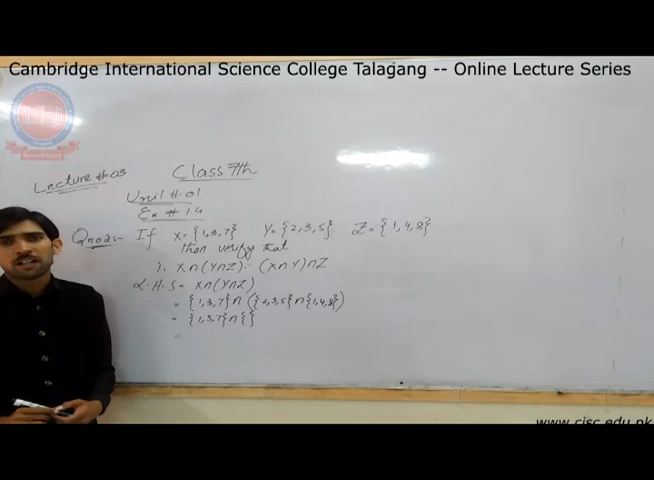 Cambridge International Science College Talagang -- Online Lecture Series
Lecture # 03
Class 7th
Unit # 01
Ex # 1.4
Qno2:- If X = {1,3,7} Y = {2,3,5} Z = {1,4,8}
then verify that
i. X∩(Y∩Z) = (X∩Y)∩Z
L.H.S = X∩(Y∩Z)
= {1,3,7}∩({2,3,5}∩{1,4,8})
= {1,3,7}∩{ }
=
www.cisc.edu.pk